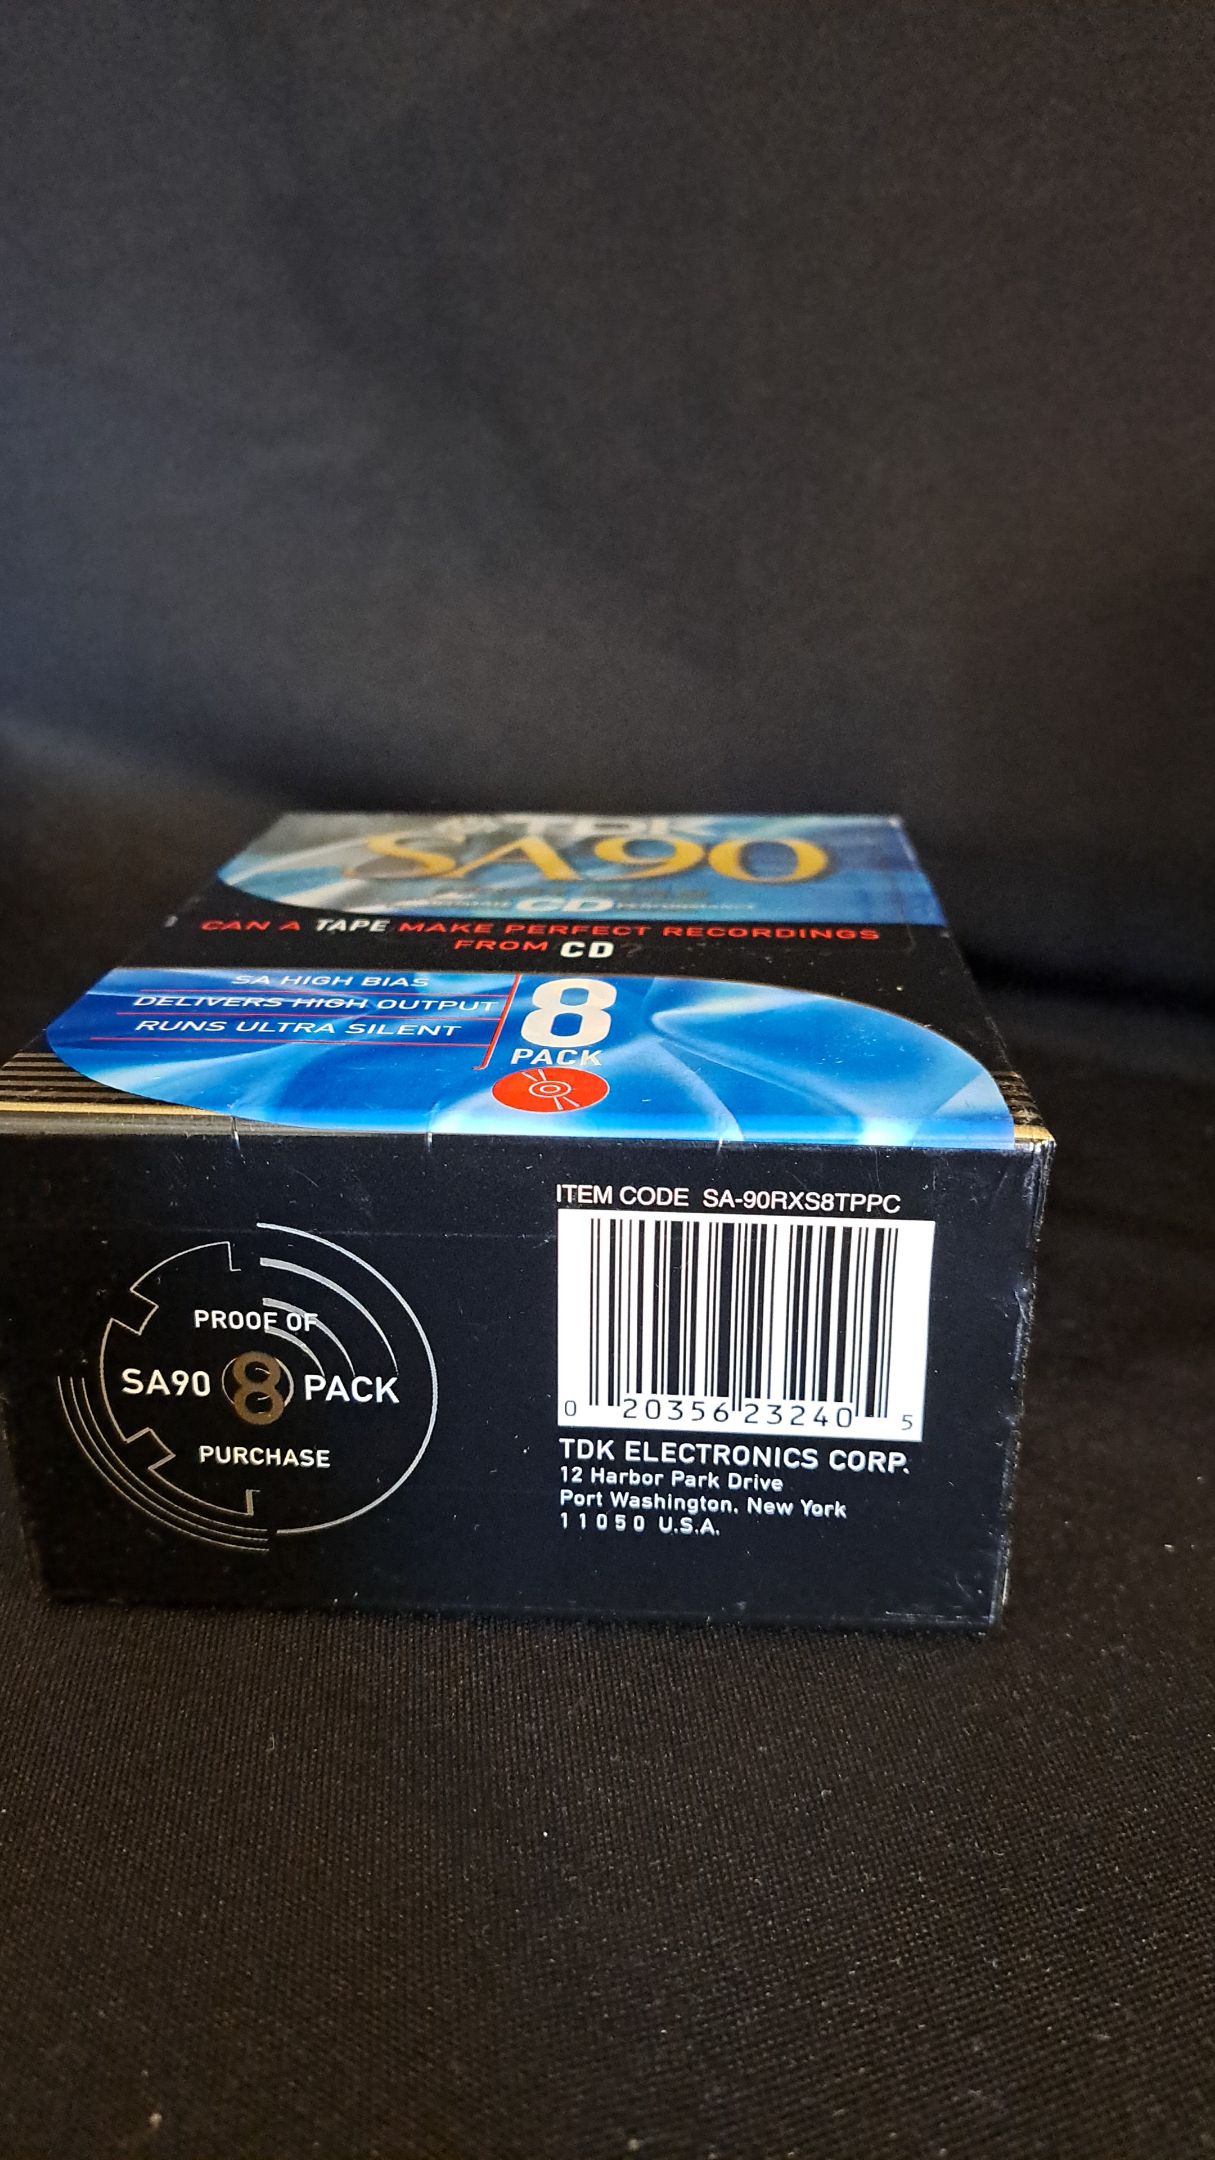 TDK
SA90
CD
CAN A TAPE MAKE PERFECT RECORDINGS
FROM CD?
SA HIGH BIAS
DELIVERS HIGH OUTPUT
RUNS ULTRA SILENT
8
PACK
PROOF OF
SA90 8 PACK
PURCHASE
ITEM CODE SA-90RXS8TPPC
0 20356 23240 5
TDK ELECTRONICS CORP.
12 Harbor Park Drive
Port Washington, New York
11050 U.S.A.